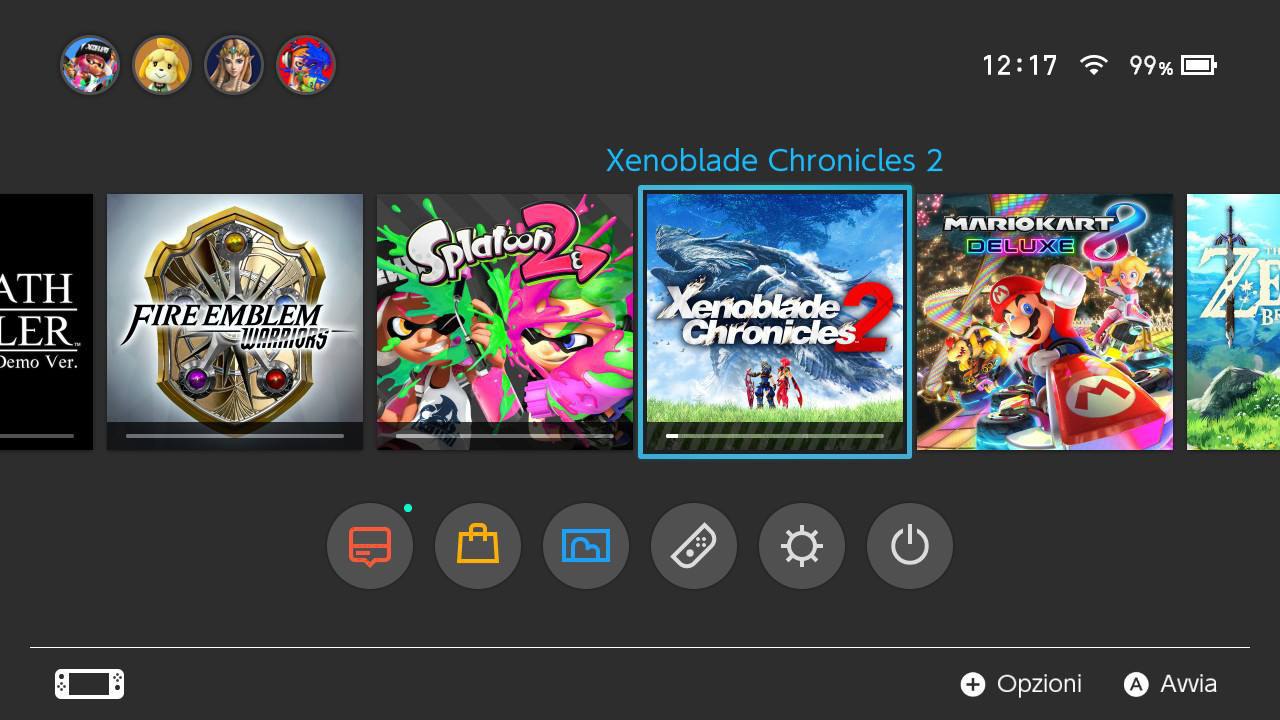 12:17 99%
Xenoblade Chronicles 2
ATH
LER™
Demo Ver.
FIRE EMBLEM
WARRIORS
Splatoon 2
Xenoblade
Chronicles 2
MARIOKART 8
DELUXE
ZE
BR
+ Opzioni A Avvia